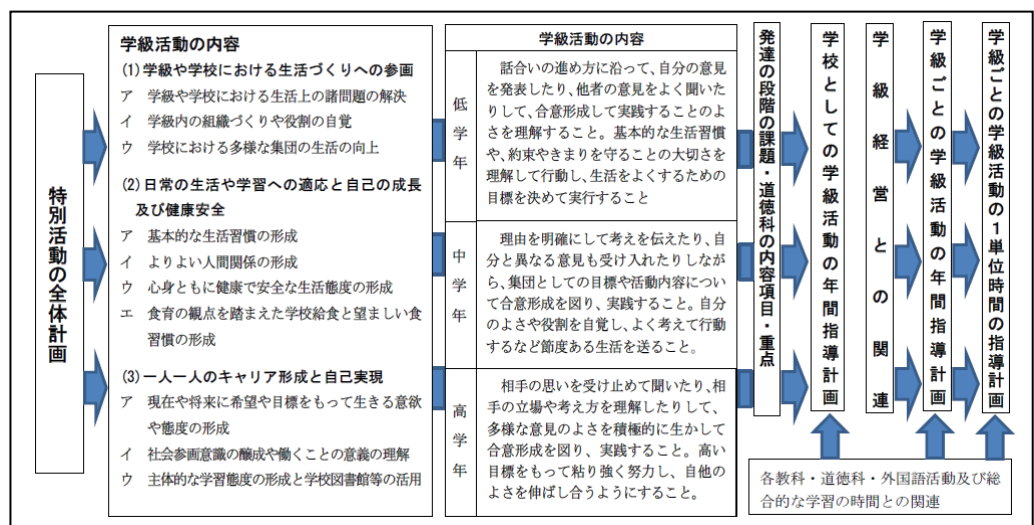 特別活動の全体計画
学級活動の内容
(1)学級や学校における生活づくりへの参画
ア　学級や学校における生活上の諸問題の解決
イ　学級内の組織づくりや役割の自覚
ウ　学校における多様な集団の生活の向上
(2)日常の生活や学習への適応と自己の成長
及び健康安全
ア　基本的な生活習慣の形成
イ　よりよい人間関係の形成
ウ　心身ともに健康で安全な生活態度の形成
エ　食育の観点を踏まえた学校給食と望ましい食
習慣の形成
(3)一人一人のキャリア形成と自己実現
ア　現在や将来に希望や目標をもって生きる意欲
や態度の形成
イ　社会参画意識の醸成や働くことの意義の理解
ウ　主体的な学習態度の形成と学校図書館等の活用
学級活動の内容
低学年
話合いの進め方に沿って、自分の意見
を発表したり、他者の意見をよく聞いた
りして、合意形成して実践することのよ
さを理解すること。基本的な生活習慣
や、約束やきまりを守ることの大切さを
理解して行動し、生活をよくするための
目標を決めて実行すること
中学年
理由を明確にして考えを伝えたり、自
分と異なる意見も受け入れたりしなが
ら、集団としての目標や活動内容につい
て合意形成を図り、実践すること。自分
のよさや役割を自覚し、よく考えて行動
するなど節度ある生活を送ること。
高学年
相手の思いを受け止めて聞いたり、相
手の立場や考え方を理解したりして、
多様な意見のよさを積極的に生かして
合意形成を図り、実践すること。高い
目標をもって粘り強く努力し、自他の
よさを伸ばし合うようにすること。
発達の段階の課題・道徳科の内容項目・重点
学校としての学級活動の年間指導計画
学級経営との関連
学級ごとの学級活動の年間指導計画
学級ごとの学級活動の１単位時間の指導計画
各教科・道徳科・外国語活動及び総
合的な学習の時間との関連